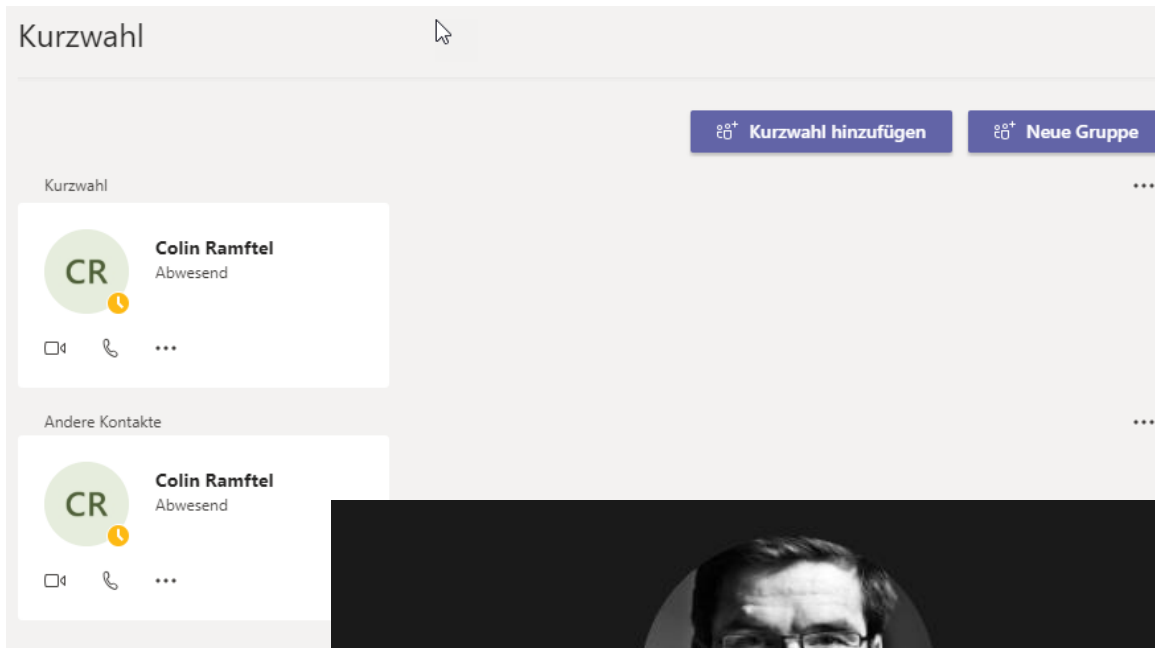 Kurzwahl
Kurzwahl hinzufügen
Neue Gruppe
Kurzwahl
CR
Colin Ramftel
Abwesend
Andere Kontakte
CR
Colin Ramftel
Abwesend